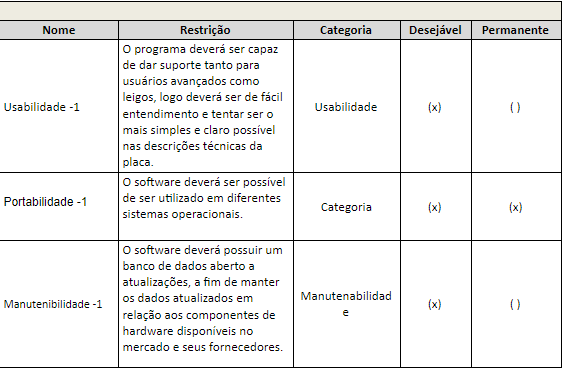 Nome Restrição Categoria Desejável Permanente
O programa deverá ser capaz
de dar suporte tanto para
usuários avançados como
leigos, logo deverá ser de fácil
Usabilidade -1 entendimento e tentar ser o Usabilidade (x) ( )
mais simples e claro possível
nas descrições técnicas da
placa.
O software deverá ser possível
Portabilidade -1 de ser utilizado em diferentes Categoria (x) (x)
sistemas operacionais.
O software deverá possuir um
banco de dados aberto a
atualizações, a fim de manter
Manutenibilidade -1 os dados atualizados em Manutenabilidad (x) ( )
relação aos componentes de e
hardware disponíveis no
mercado e seus fornecedores.